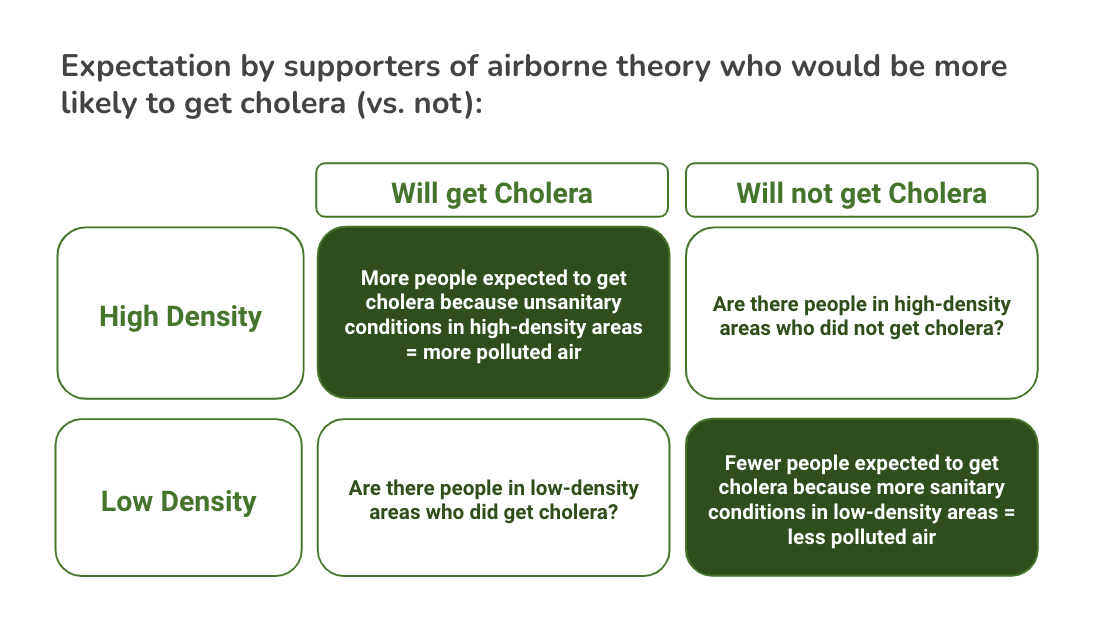 Expectation by supporters of airborne theory who would be more
likely to get cholera (vs. not):
Will get Cholera
Will not get Cholera
High Density
More people expected to get
cholera because unsanitary
conditions in high-density areas
= more polluted air
Are there people in high-density
areas who did not get cholera?
Low Density
Are there people in low-density
areas who did get cholera?
Fewer people expected to get
cholera because more sanitary
conditions in low-density areas =
less polluted air